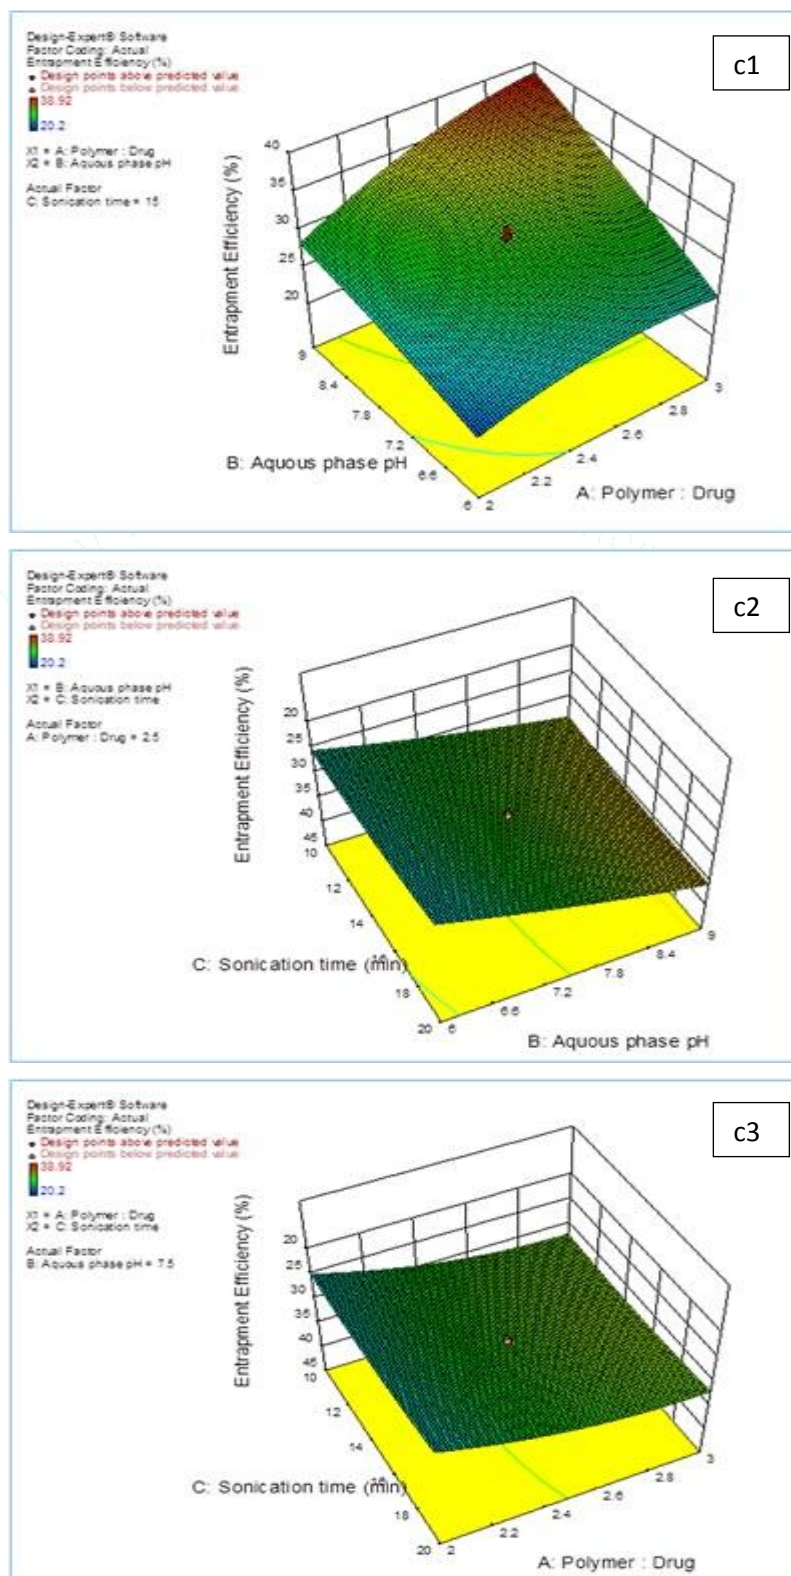 Design-Expert® Software
Factor Coding: Actual
Entrapment Efficiency (%)
Design points above predicted value
Design points below predicted value
38.92
20.2
X1 = A: Polymer : Drug
X2 = B: Aquous phase pH
Actual Factor
C: Sonication time = 15
c1
Entrapment Efficiency (%)
40
35
30
25
20
9
8.4
7.8
7.2
6.6
6
2
2.2
2.4
2.6
2.8
3
B: Aquous phase pH
A: Polymer : Drug
Design-Expert® Software
Factor Coding: Actual
Entrapment Efficiency (%)
Design points above predicted value
Design points below predicted value
38.92
20.2
X1 = B: Aquous phase pH
X2 = C: Sonication time
Actual Factor
A: Polymer : Drug = 2.5
c2
Entrapment Efficiency (%)
20
25
30
35
40
45
10
12
14
16
18
20
6
6.6
7.2
7.8
8.4
9
C: Sonication time (min)
B: Aquous phase pH
Design-Expert® Software
Factor Coding: Actual
Entrapment Efficiency (%)
Design points above predicted value
Design points below predicted value
38.92
20.2
X1 = A: Polymer : Drug
X2 = C: Sonication time
Actual Factor
B: Aquous phase pH = 7.5
c3
Entrapment Efficiency (%)
20
25
30
35
40
45
10
12
14
16
18
20
2
2.2
2.4
2.6
2.8
3
C: Sonication time (min)
A: Polymer : Drug